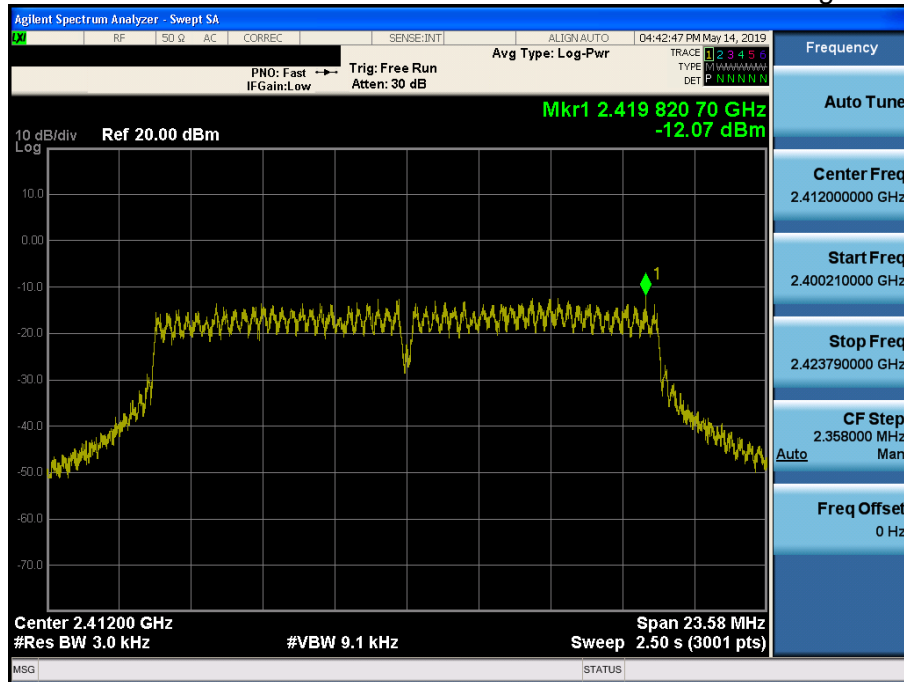 Agilent Spectrum Analyzer - Swept SA
LXI RF 50 Ω AC CORREC SENSE:INT ALIGN AUTO 04:42:47 PM May 14, 2019
Frequency
Avg Type: Log-Pwr
TRACE 1 2 3 4 5 6
PNO: Fast Trig: Free Run
TYPE MWWWWW
IFGain:Low Atten: 30 dB
DET P N N N N N
Auto Tune
Mkr1 2.419 820 70 GHz
-12.07 dBm
10 dB/div Ref 20.00 dBm
Log
10.0
0.00
-10.0
-20.0
-30.0
-40.0
-50.0
-60.0
-70.0
1
Center Freq
2.412000000 GHz
Start Freq
2.400210000 GHz
Stop Freq
2.423790000 GHz
CF Step
2.358000 MHz
Auto Man
Freq Offset
0 Hz
Center 2.41200 GHz Span 23.58 MHz
#Res BW 3.0 kHz #VBW 9.1 kHz Sweep 2.50 s (3001 pts)
MSG STATUS